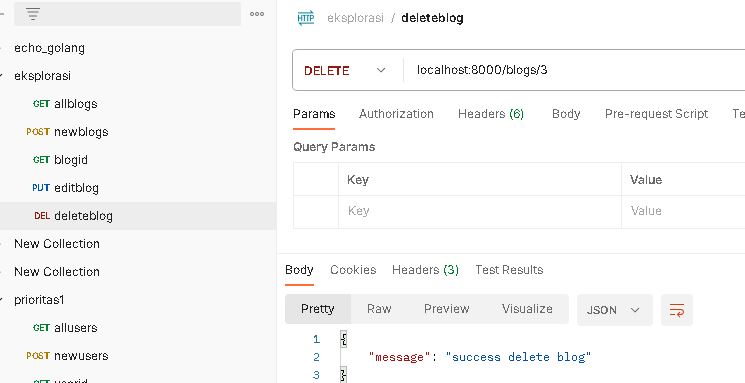 echo_golang
eksplorasi
GET allblogs
POST newblogs
GET blogid
PUT editblog
DEL deleteblog
New Collection
New Collection
prioritas1
GET allusers
POST newusers
HTTP eksplorasi / deleteblog
DELETE localhost:8000/blogs/3
Params Authorization Headers (6) Body Pre-request Script Te
Query Params
Key Value
Key Value
Body Cookies Headers (3) Test Results
Pretty Raw Preview Visualize JSON
1 {
2 "message": "success delete blog"
3 }